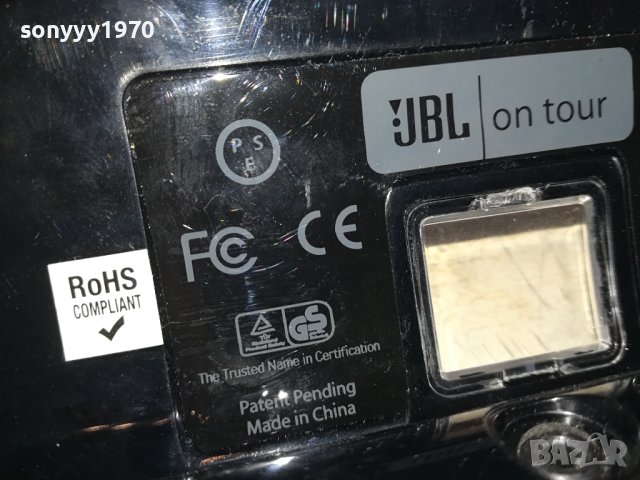 sonyyy1970
JBL on tour
P S
E
FC CE
RoHS
COMPLIANT
TÜV GS
The Trusted Name in Certification
Patent Pending
Made in China
BAZAR